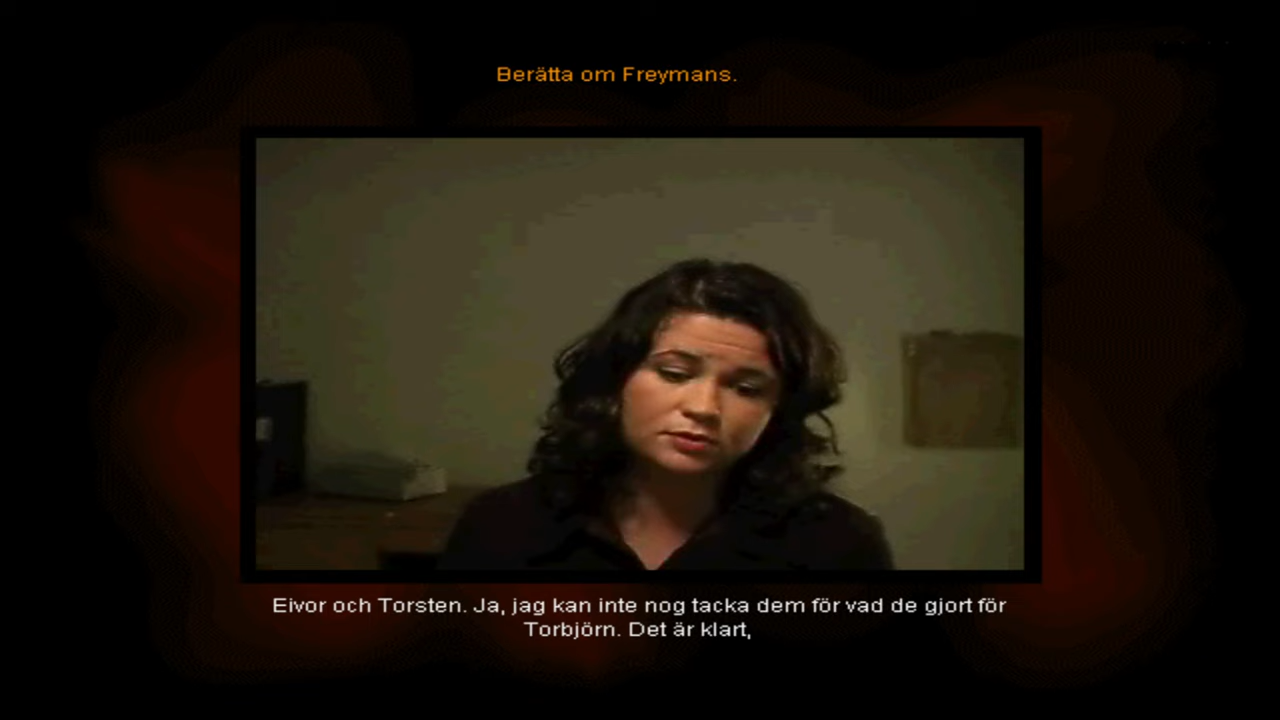 Berätta om Freymans.
Eivor och Torsten. Ja, jag kan inte nog tacka dem för vad de gjort för
Torbjörn. Det är klart,